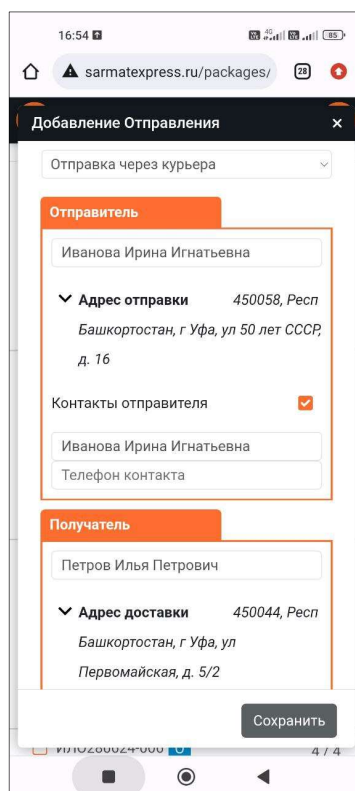 16:54
4G
85
sarmatexpress.ru/packages/
28
Добавление Отправления
×
Отправка через курьера
Отправитель
Иванова Ирина Игнатьевна
Адрес отправки 450058, Респ
Башкортостан, г Уфа, ул 50 лет СССР,
д. 16
Контакты отправителя
Иванова Ирина Игнатьевна
Телефон контакта
Получатель
Петров Илья Петрович
Адрес доставки 450044, Респ
Башкортостан, г Уфа, ул
Первомайская, д. 5/2
Сохранить
4 / 4